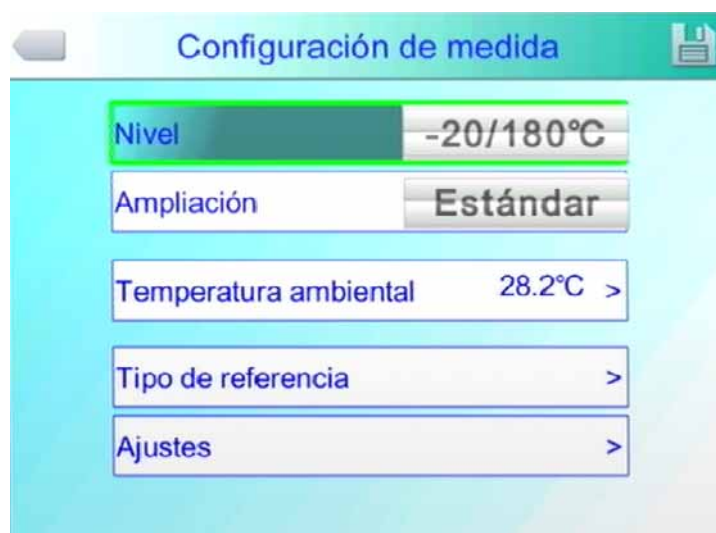 Configuración de medida
Nivel -20/180°C
Ampliación Estándar
Temperatura ambiental 28.2°C >
Tipo de referencia >
Ajustes >